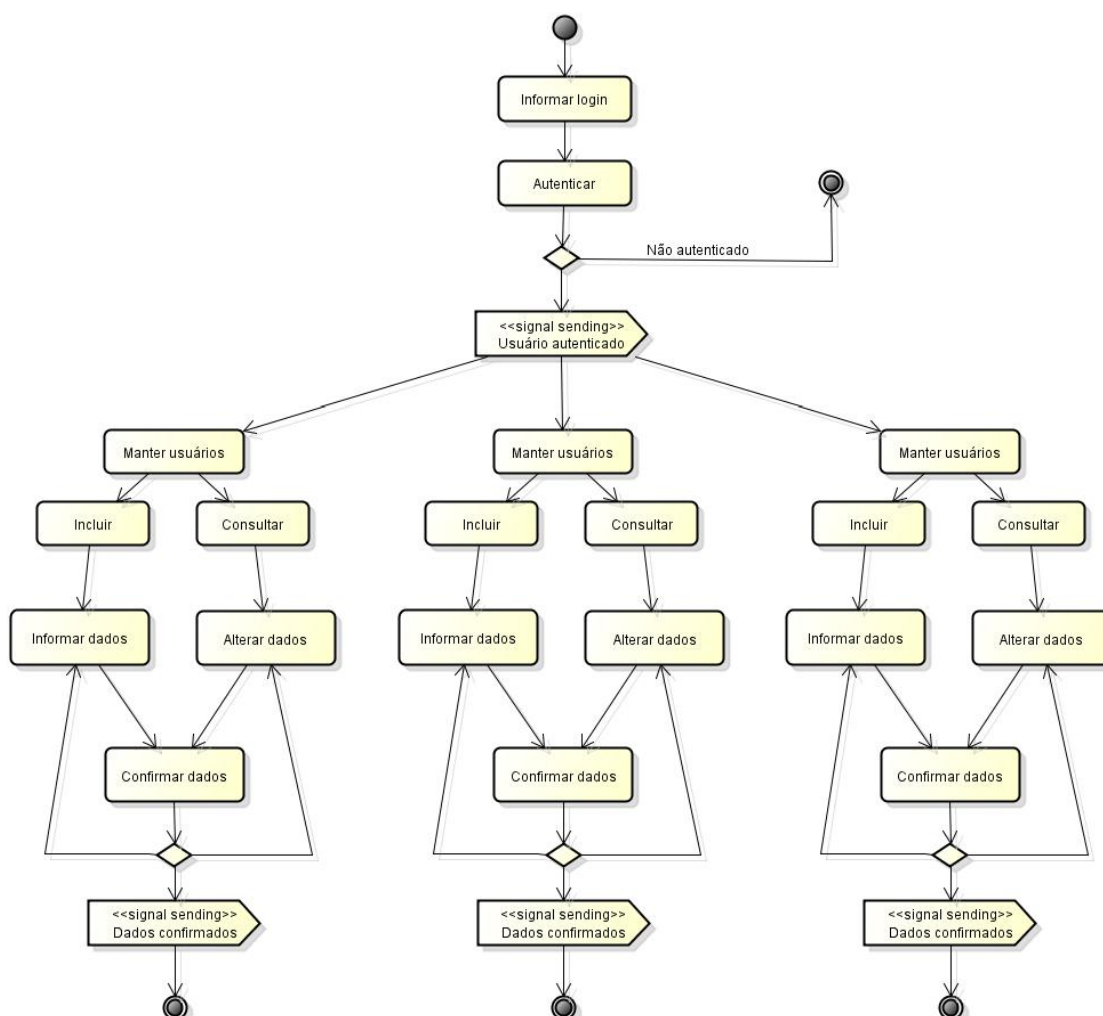 Informar login
Autenticar
Não autenticado
<<signal sending>>
Usuário autenticado
Manter usuários
Manter usuários
Manter usuários
Incluir
Consultar
Incluir
Consultar
Incluir
Consultar
Informar dados
Alterar dados
Informar dados
Alterar dados
Informar dados
Alterar dados
Confirmar dados
Confirmar dados
Confirmar dados
<<signal sending>>
Dados confirmados
<<signal sending>>
Dados confirmados
<<signal sending>>
Dados confirmados